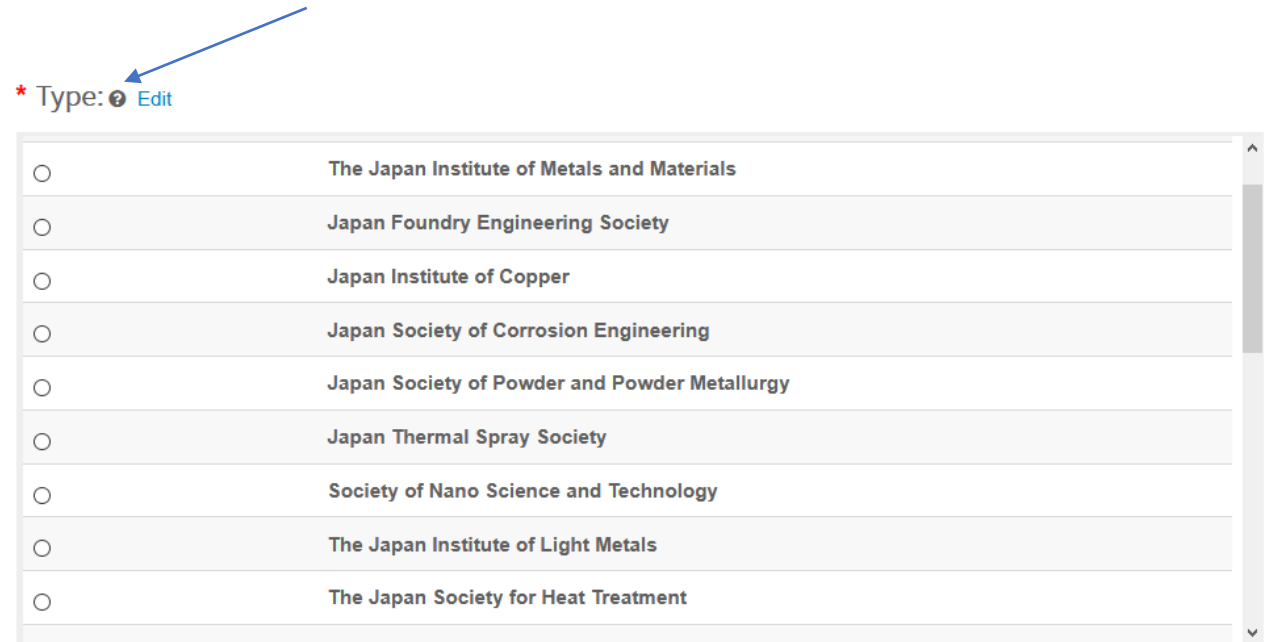 * Type: ? Edit
The Japan Institute of Metals and Materials
Japan Foundry Engineering Society
Japan Institute of Copper
Japan Society of Corrosion Engineering
Japan Society of Powder and Powder Metallurgy
Japan Thermal Spray Society
Society of Nano Science and Technology
The Japan Institute of Light Metals
The Japan Society for Heat Treatment